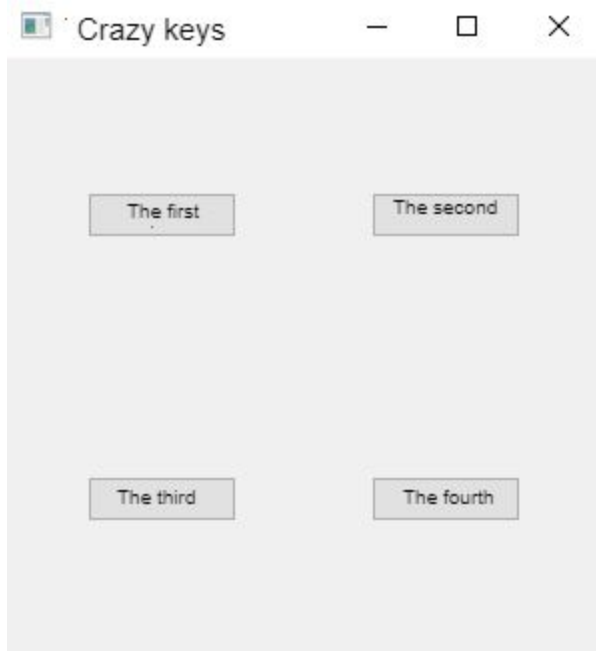 Crazy keys
The first
The second
The third
The fourth